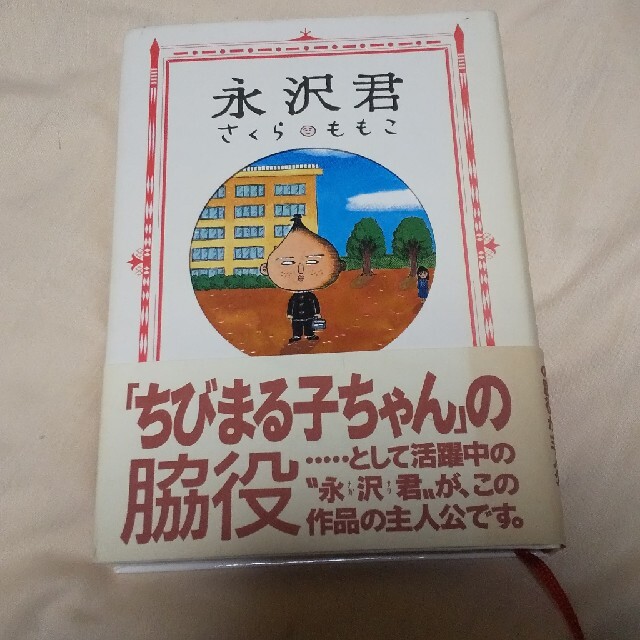 永沢君
さくらももこ
「ちびまる子ちゃん」の
脇役……として活躍中の
〝永沢君〟が、この
作品の主人公です。